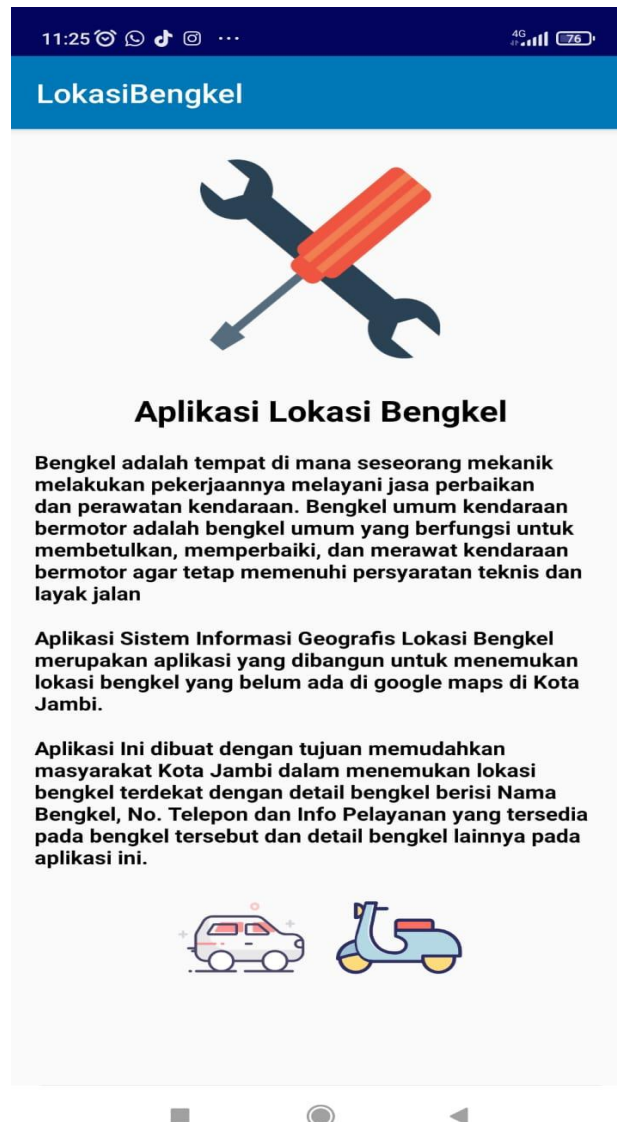 11:25
4G
76
LokasiBengkel
Aplikasi Lokasi Bengkel
Bengkel adalah tempat di mana seseorang mekanik
melakukan pekerjaannya melayani jasa perbaikan
dan perawatan kendaraan. Bengkel umum kendaraan
bermotor adalah bengkel umum yang berfungsi untuk
membetulkan, memperbaiki, dan merawat kendaraan
bermotor agar tetap memenuhi persyaratan teknis dan
layak jalan
Aplikasi Sistem Informasi Geografis Lokasi Bengkel
merupakan aplikasi yang dibangun untuk menemukan
lokasi bengkel yang belum ada di google maps di Kota
Jambi.
Aplikasi Ini dibuat dengan tujuan memudahkan
masyarakat Kota Jambi dalam menemukan lokasi
bengkel terdekat dengan detail bengkel berisi Nama
Bengkel, No. Telepon dan Info Pelayanan yang tersedia
pada bengkel tersebut dan detail bengkel lainnya pada
aplikasi ini.